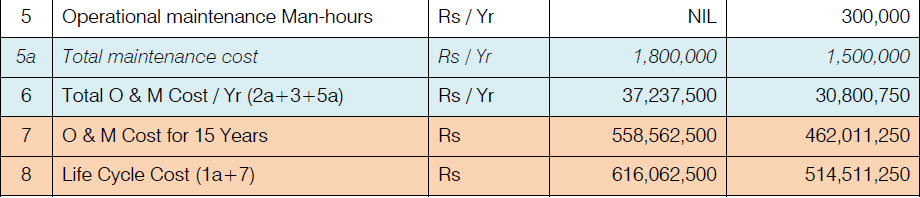 5 Operational maintenance Man-hours Rs / Yr NIL 300,000
5a Total maintenance cost Rs / Yr 1,800,000 1,500,000
6 Total O & M Cost / Yr (2a+3+5a) Rs / Yr 37,237,500 30,800,750
7 O & M Cost for 15 Years Rs 558,562,500 462,011,250
8 Life Cycle Cost (1a+7) Rs 616,062,500 514,511,250